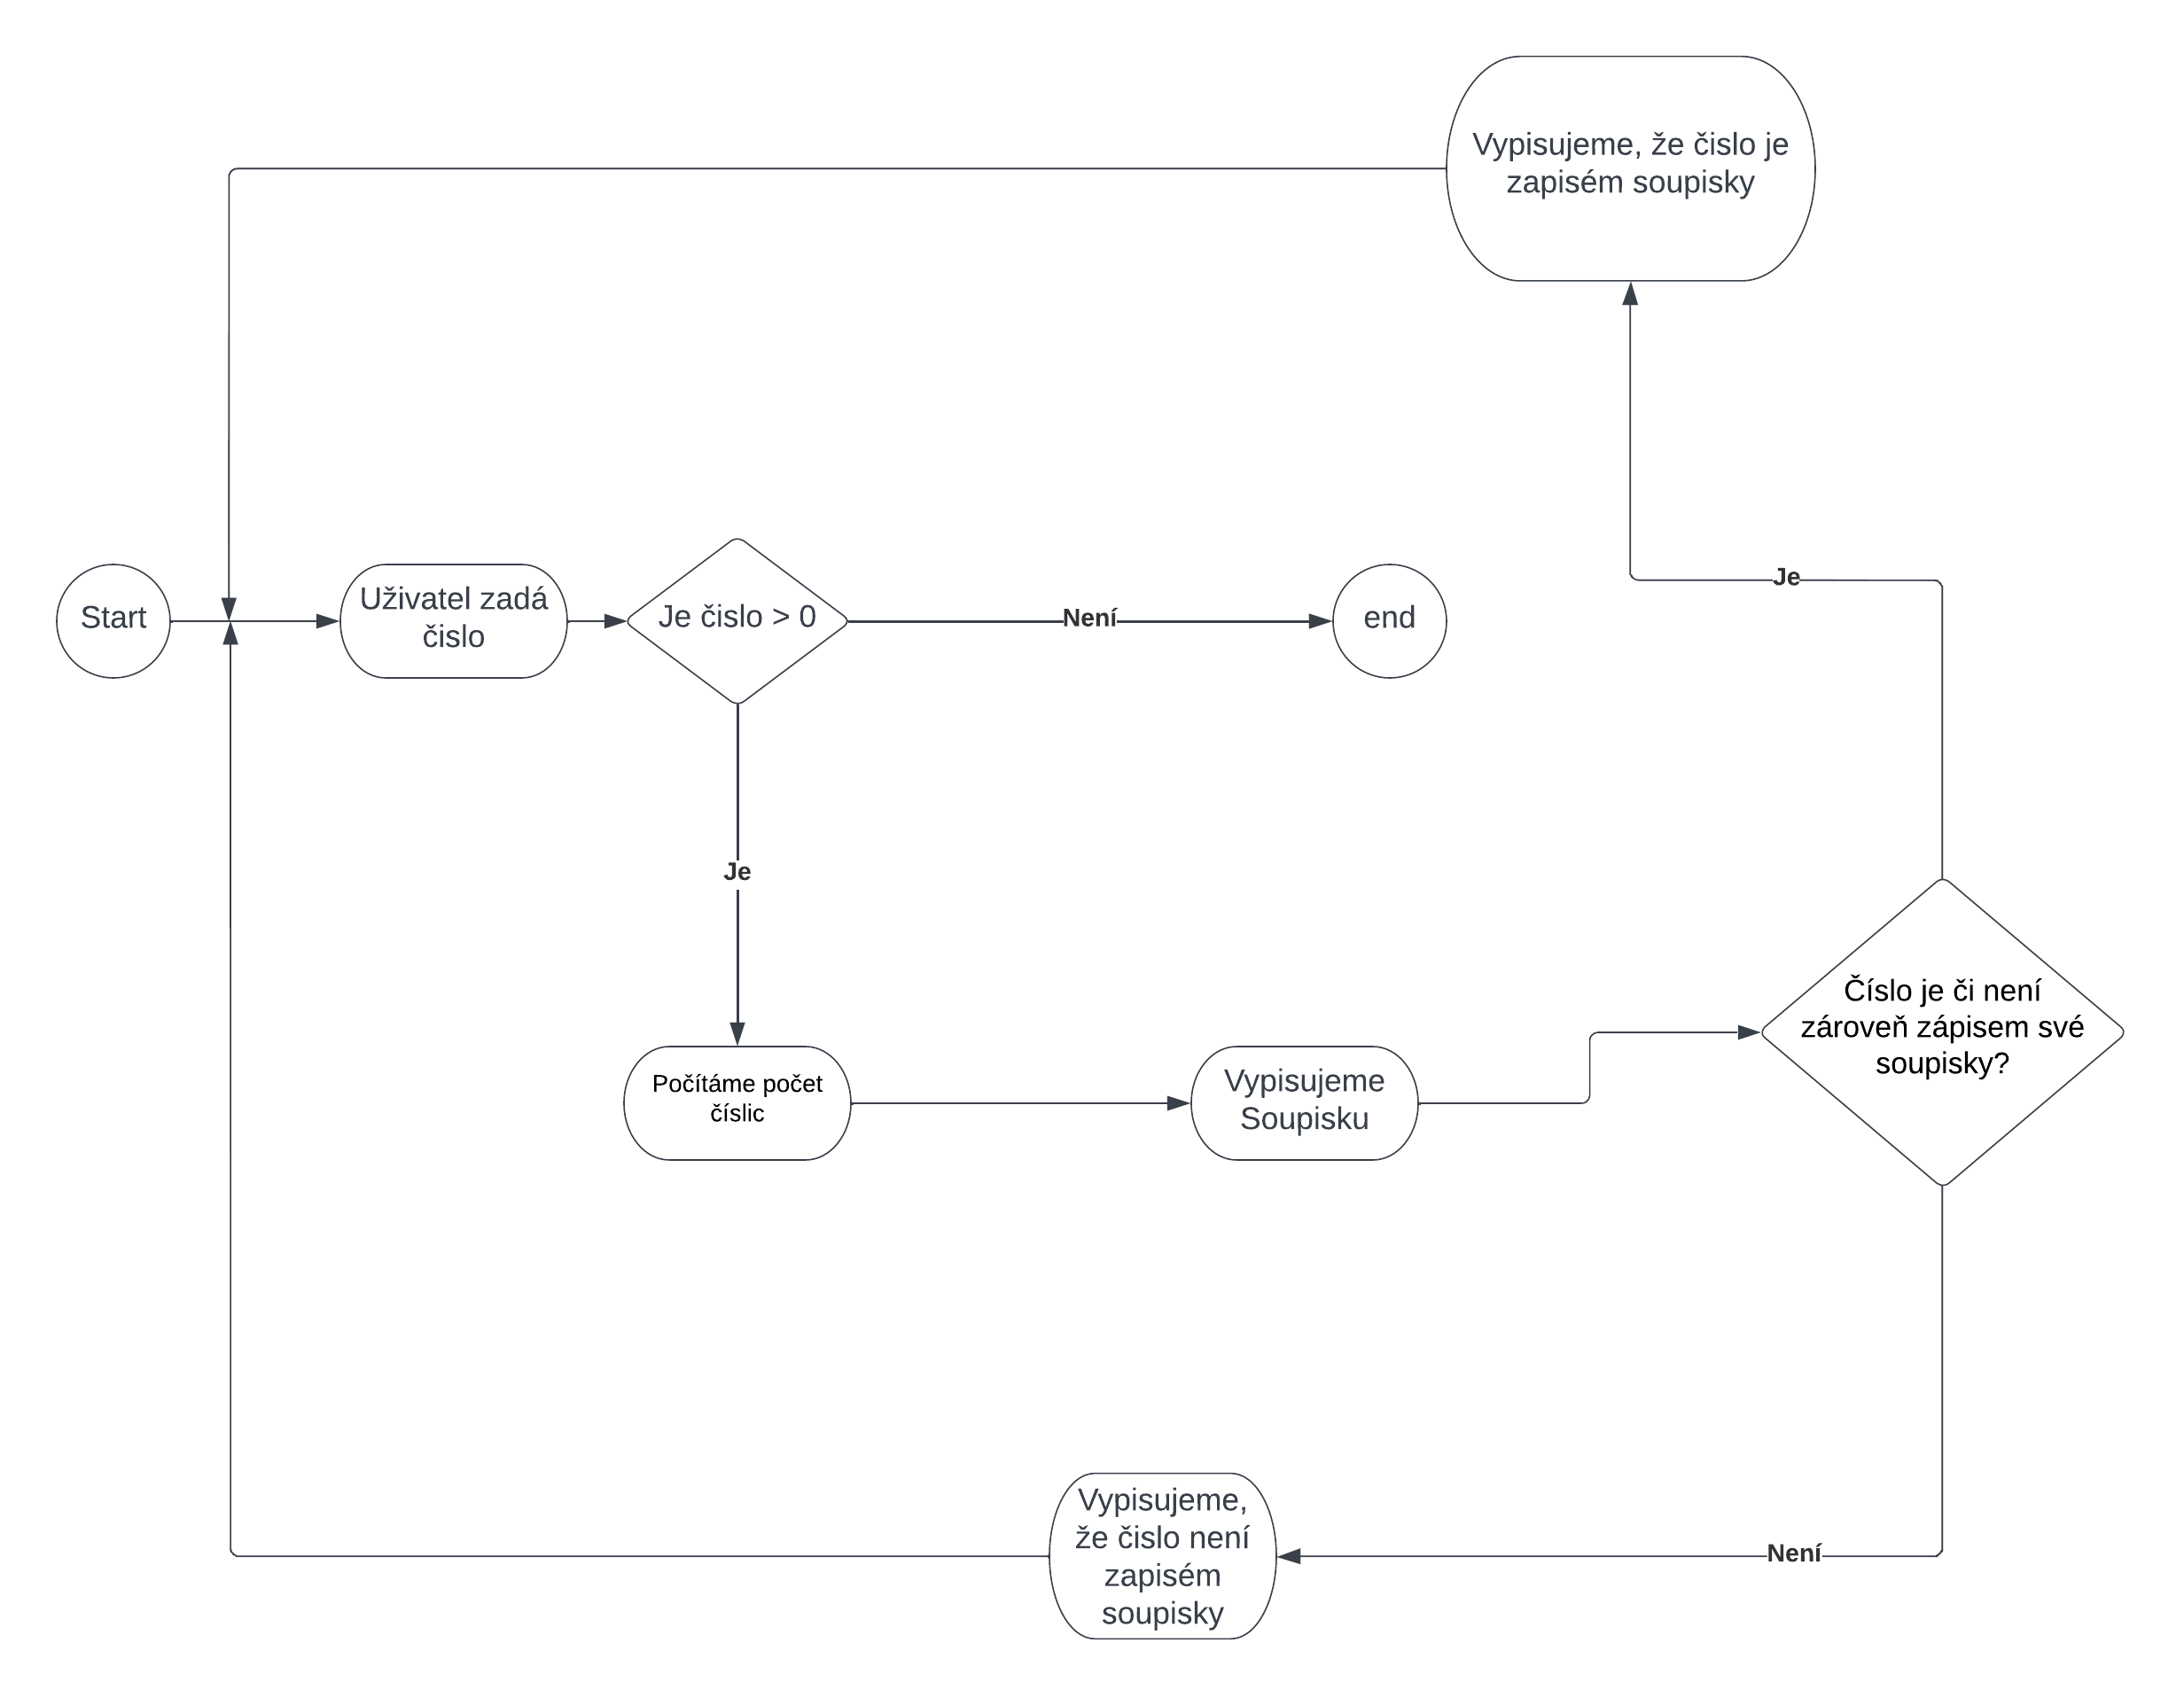 Vypisujeme, že čislo je
zapisém soupisky
Je
Start
Uživatel zadá
čislo
Je čislo > 0
Není
end
Je
Počítáme počet
číslic
Vypisujeme
Soupisku
Číslo je či není
zároveň zápisem své
soupisky?
Vypisujeme,
že čislo není
zapisém
soupisky
Není